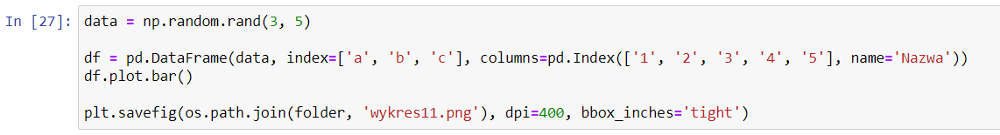 In [27]: data = np.random.rand(3, 5)
df = pd.DataFrame(data, index=['a', 'b', 'c'], columns=pd.Index(['1', '2', '3', '4', '5'], name='Nazwa'))
df.plot.bar()
plt.savefig(os.path.join(folder, 'wykres11.png'), dpi=400, bbox_inches='tight')